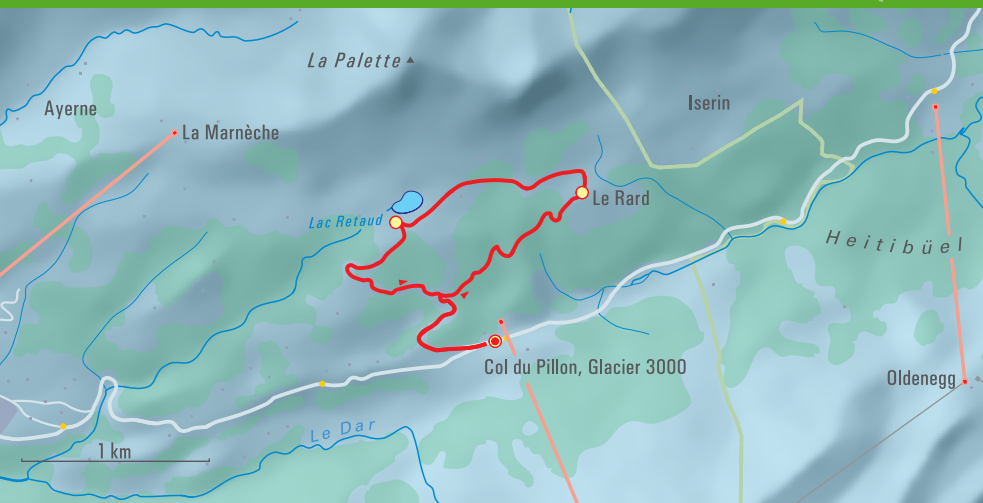 La Palette
Iserin
Ayerne
La Marnèche
Le Rard
Lac Retaud
Heitibüel
Col du Pillon, Glacier 3000
Oldenegg
Le Dar
1 km